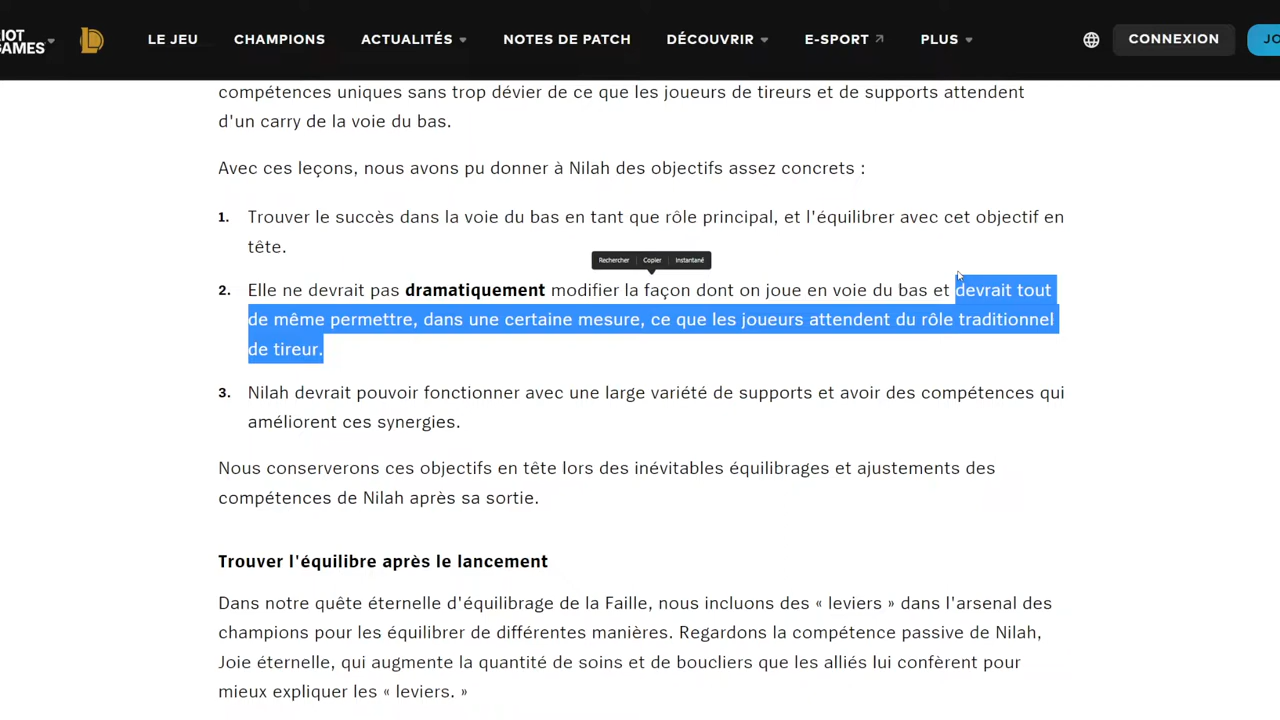 RIOT
GAMES
LE JEU
CHAMPIONS
ACTUALITÉS
NOTES DE PATCH
DÉCOUVRIR
E-SPORT
PLUS
CONNEXION
JO
compétences uniques sans trop dévier de ce que les joueurs de tireurs et de supports attendent
d'un carry de la voie du bas.
Avec ces leçons, nous avons pu donner à Nilah des objectifs assez concrets :
1. Trouver le succès dans la voie du bas en tant que rôle principal, et l'équilibrer avec cet objectif en
tête.
Rechercher Copier Instantané
2. Elle ne devrait pas dramatiquement modifier la façon dont on joue en voie du bas et devrait tout
de même permettre, dans une certaine mesure, ce que les joueurs attendent du rôle traditionnel
de tireur.
3. Nilah devrait pouvoir fonctionner avec une large variété de supports et avoir des compétences qui
améliorent ces synergies.
Nous conserverons ces objectifs en tête lors des inévitables équilibrages et ajustements des
compétences de Nilah après sa sortie.
Trouver l'équilibre après le lancement
Dans notre quête éternelle d'équilibrage de la Faille, nous incluons des « leviers » dans l'arsenal des
champions pour les équilibrer de différentes manières. Regardons la compétence passive de Nilah,
Joie éternelle, qui augmente la quantité de soins et de boucliers que les alliés lui confèrent pour
mieux expliquer les « leviers. »